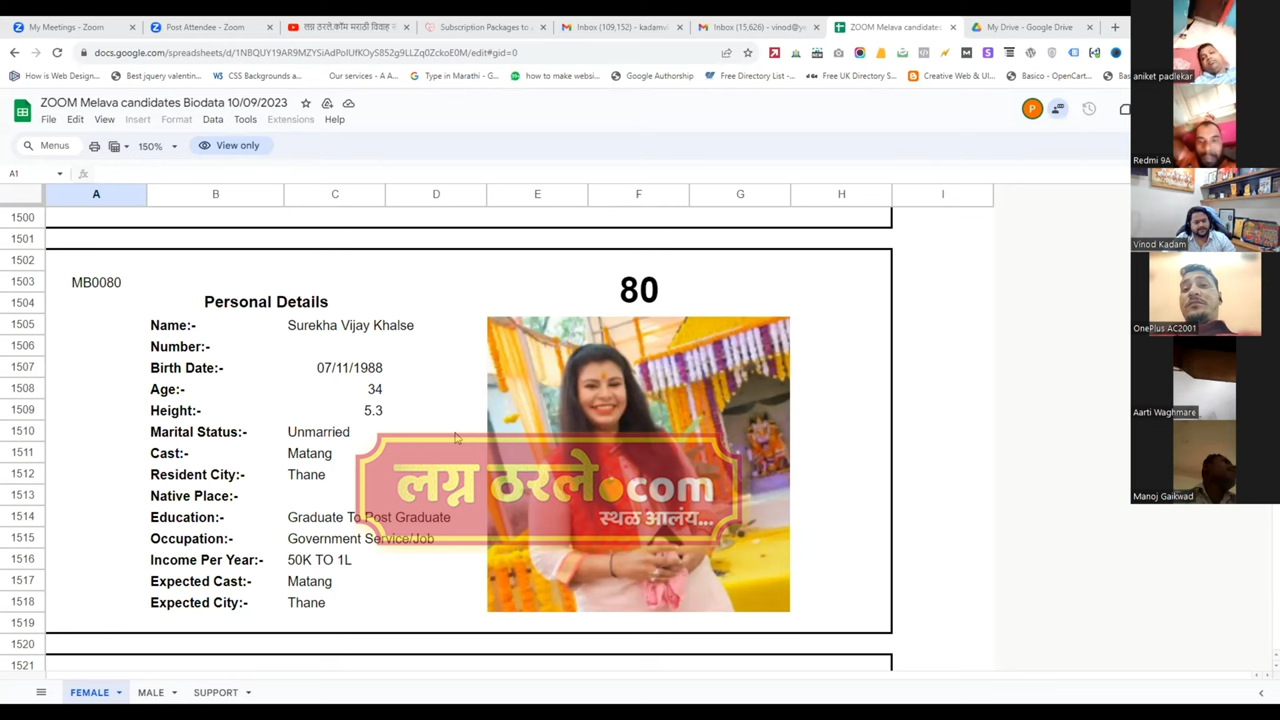 My Meetings - Zoom
Post Attendee - Zoom
लग्न ठरले.कॉम मराठी विवाह
Subscription Packages to
Inbox (109,152) - kadamvi
Inbox (15,626) - vinod@ye
ZOOM Melava candidates
My Drive - Google Drive
docs.google.com/spreadsheets/d/1NBQUY19AR9MZYSiAdPoIUfKOyS852g9LLZq0ZckoE0M/edit#gid=0
How is Web Design...
Best jquery valentin...
CSS Backgrounds a...
Our services - A A...
Type in Marathi - G...
how to make websi...
Google Authorship
Free Directory List -...
Free UK Directory S...
Creative Web & UI...
Basico - OpenCart...
Bas
ZOOM Melava candidates Biodata 10/09/2023
File Edit View Insert Format Data Tools Extensions Help
P
Menus 150% View only
A1 fx
A B C D E F G H I
1500
1501
1502
1503 MB0080 80
1504 Personal Details
1505 Name:- Surekha Vijay Khalse
1506 Number:-
1507 Birth Date:- 07/11/1988
1508 Age:- 34
1509 Height:- 5.3
1510 Marital Status:- Unmarried
1511 Cast:- Matang
1512 Resident City:- Thane
1513 Native Place:-
1514 Education:- Graduate To Post Graduate
1515 Occupation:- Government Service/Job
1516 Income Per Year:- 50K TO 1L
1517 Expected Cast:- Matang
1518 Expected City:- Thane
1519
1520
1521
लग्न ठरले.com
स्थळ आलंय...
FEMALE MALE SUPPORT
aniket padlekar
Redmi 9A
Vinod Kadam
OnePlus AC2001
Aarti Waghmare
Manoj Gaikwad